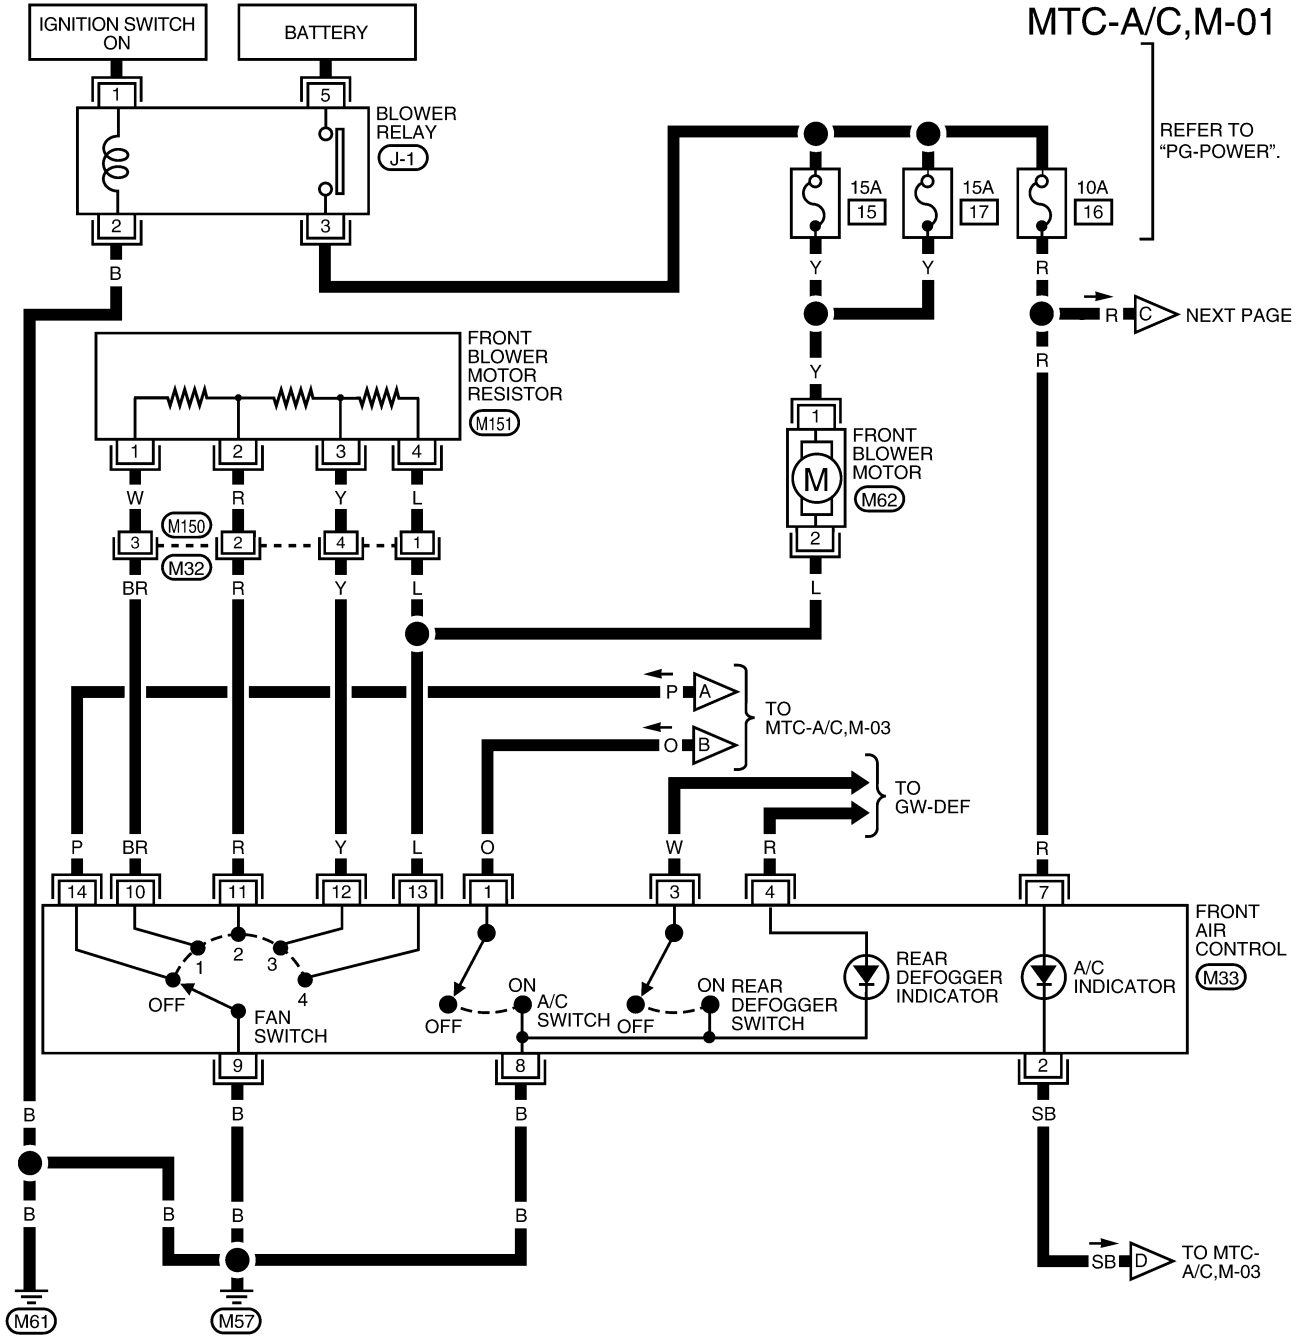 MTC-A/C,M-01
IGNITION SWITCH
ON
BATTERY
1
5
BLOWER
RELAY
J-1
REFER TO
“PG-POWER”.
15A
15
15A
17
10A
16
2
3
B
Y
Y
R
R
C
NEXT PAGE
FRONT
BLOWER
MOTOR
RESISTOR
M151
Y
R
1
FRONT
BLOWER
MOTOR
M62
M
2
1
2
3
4
W
R
Y
L
M150
3
2
4
1
M32
BR
R
Y
L
L
P
A
O
B
TO
MTC-A/C,M-03
TO
GW-DEF
P
BR
R
Y
L
O
W
R
R
14
10
11
12
13
1
3
4
7
FRONT
AIR
CONTROL
M33
1
2
3
4
OFF
FAN
SWITCH
OFF
ON
A/C
SWITCH
OFF
ON
REAR
DEFOGGER
SWITCH
REAR
DEFOGGER
INDICATOR
A/C
INDICATOR
9
8
2
B
B
B
SB
B
B
B
B
SB
D
TO MTC-
A/C,M-03
M61
M57